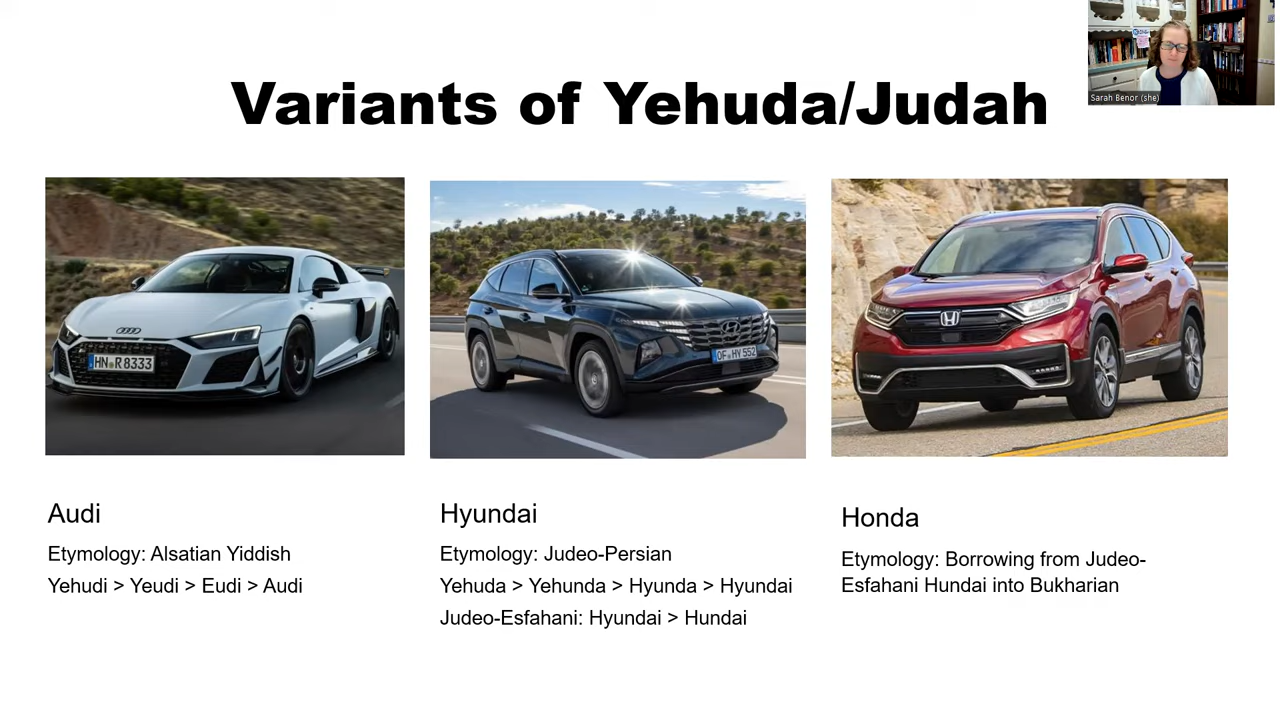 Variants of Yehuda/Judah
Sarah Benor (she)
HN R 8333
OF HY 552
Audi
Etymology: Alsatian Yiddish
Yehudi > Yeudi > Eudi > Audi
Hyundai
Etymology: Judeo-Persian
Yehuda > Yehunda > Hyunda > Hyundai
Judeo-Esfahani: Hyundai > Hundai
Honda
Etymology: Borrowing from Judeo-
Esfahani Hundai into Bukharian